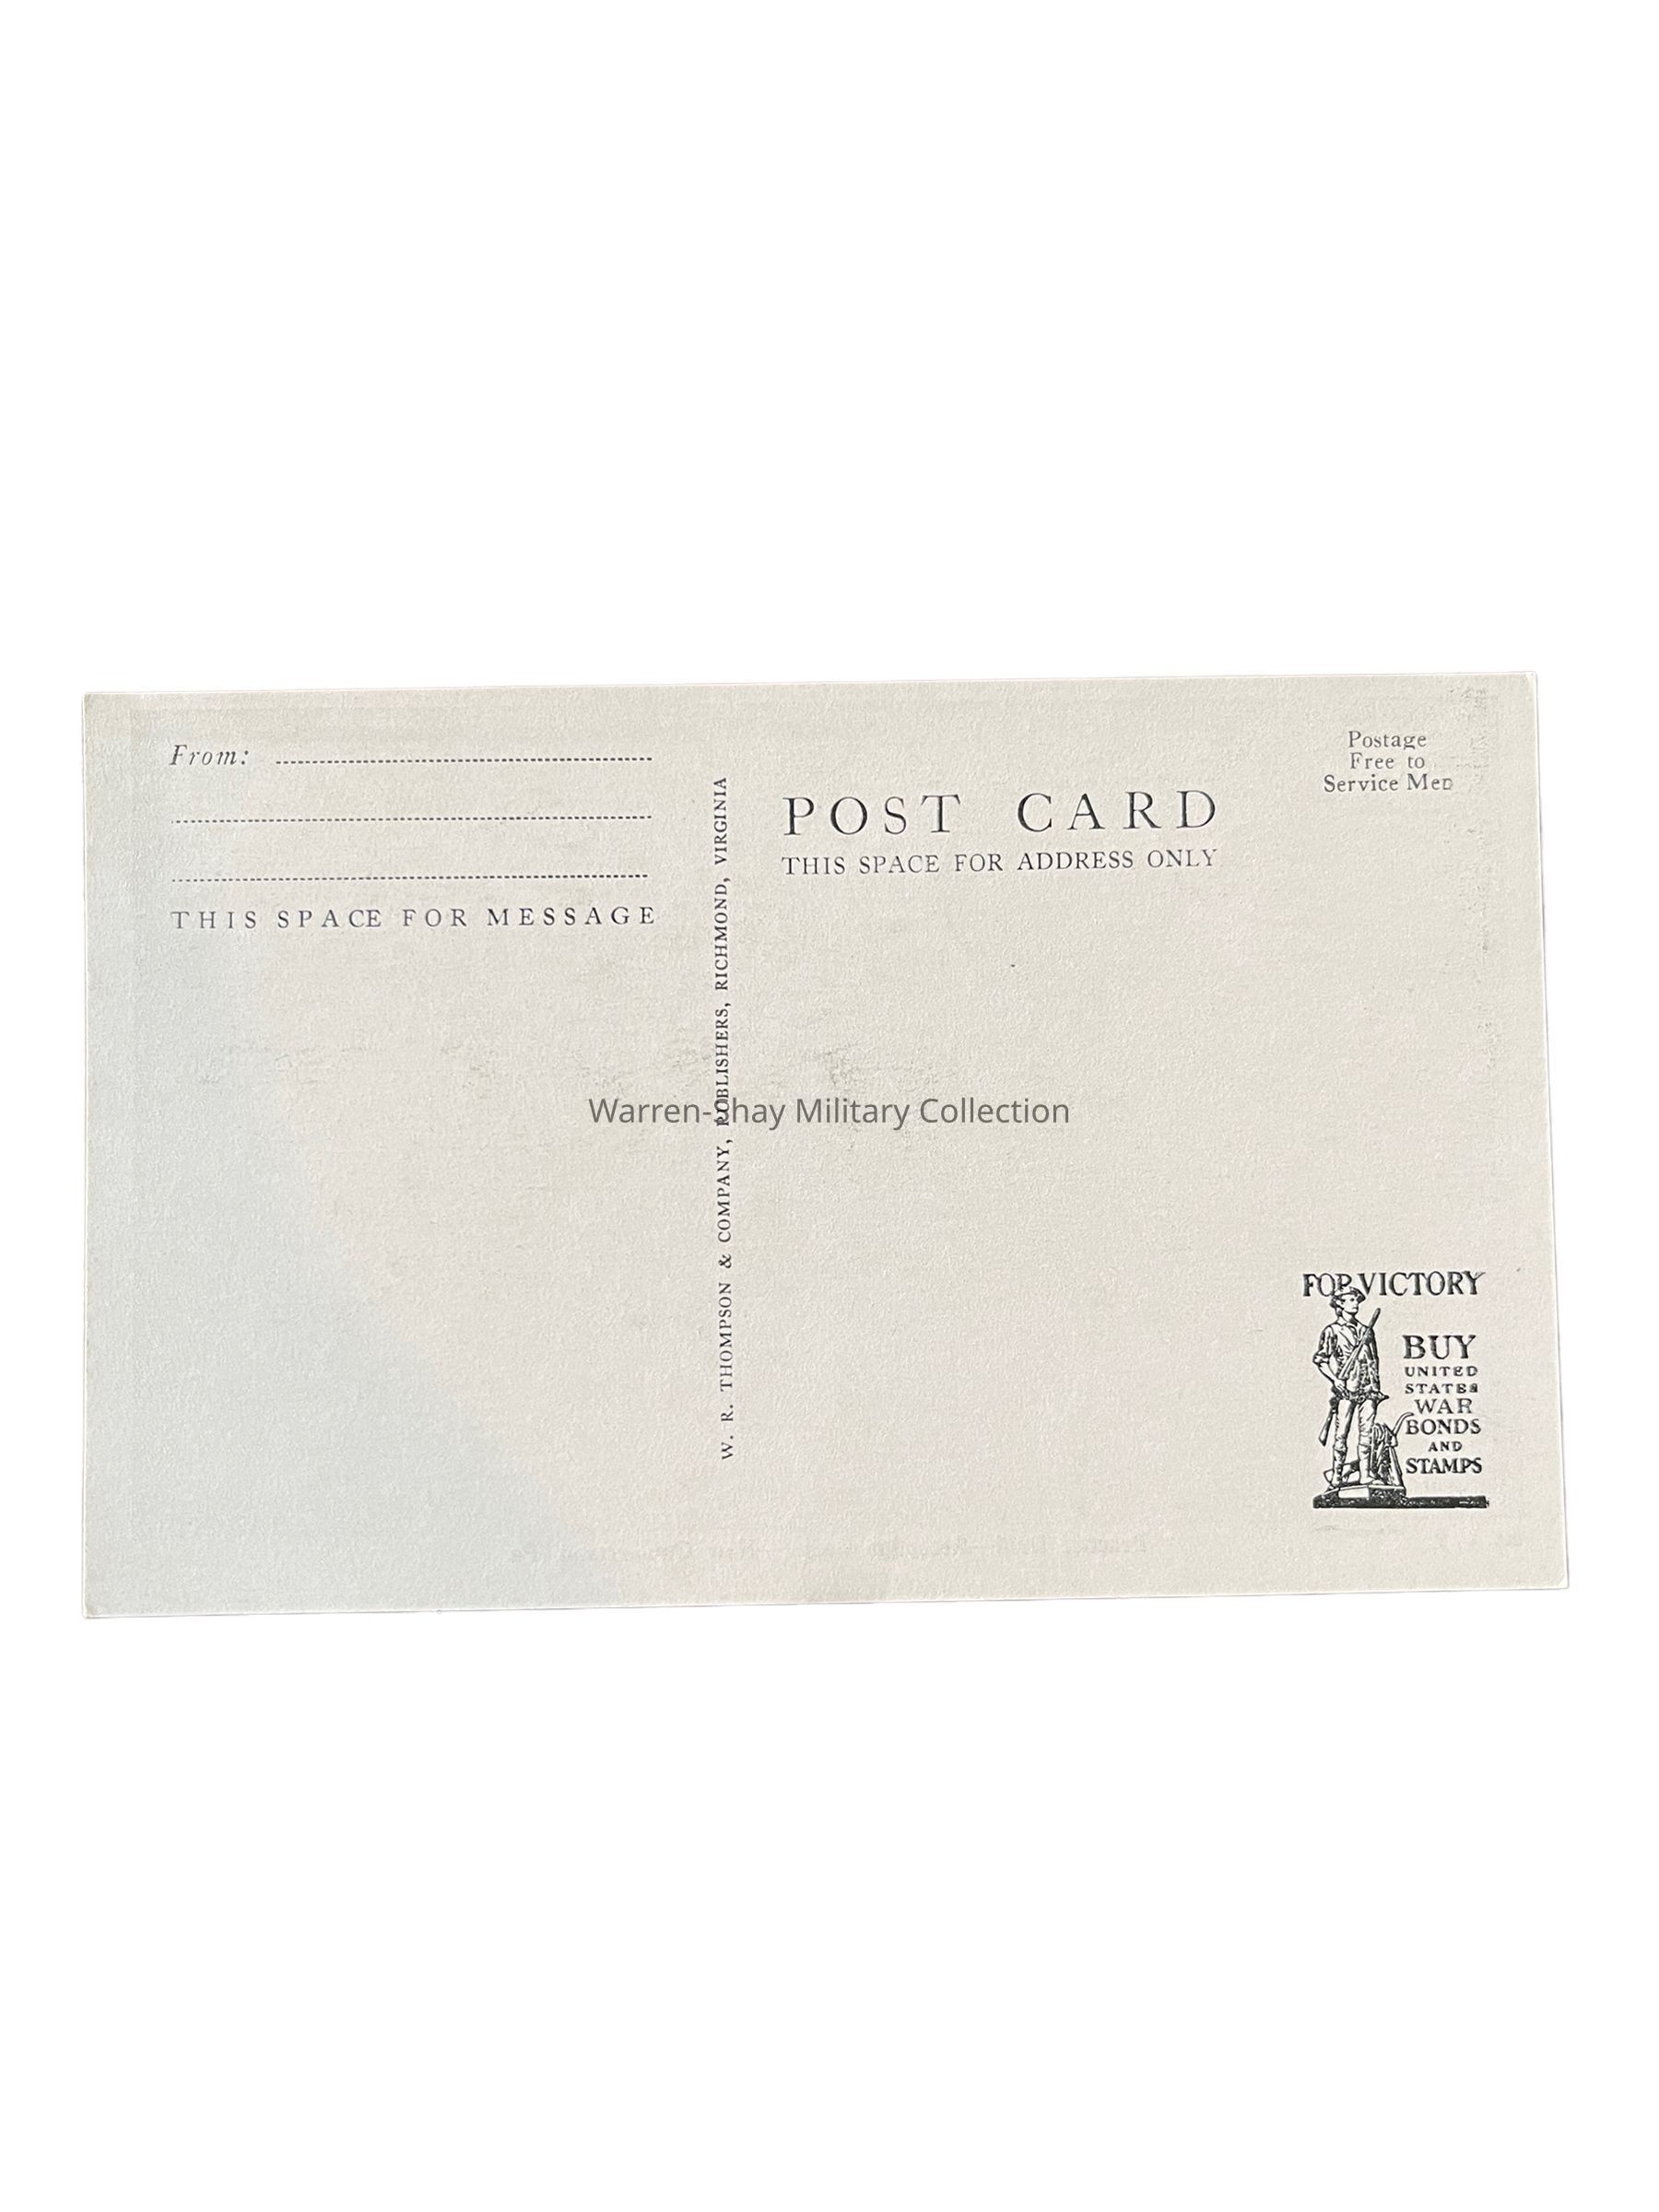 From:
THIS SPACE FOR MESSAGE
W. R. THOMPSON & COMPANY, PUBLISHERS, RICHMOND, VIRGINIA
POST CARD
THIS SPACE FOR ADDRESS ONLY
Postage
Free to
Service Men
Warren-Shay Military Collection
FOR VICTORY
BUY
UNITED
STATES
WAR
BONDS
AND
STAMPS